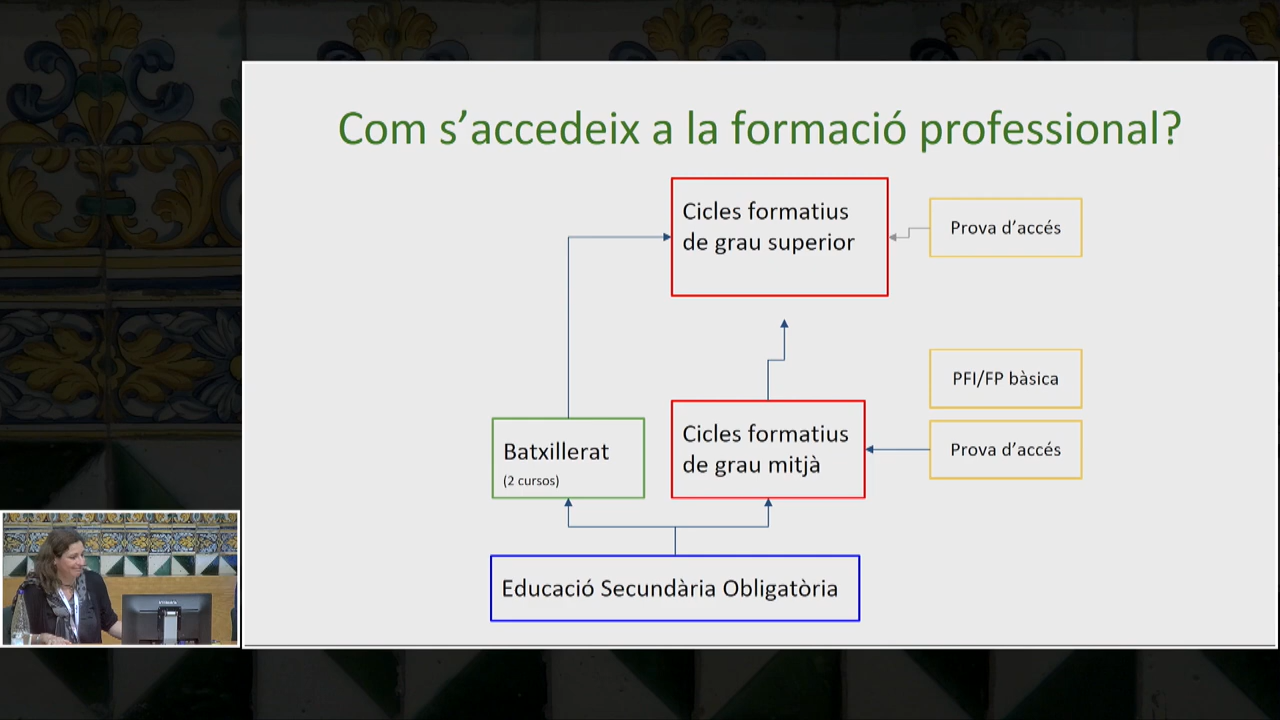 Com s’accedeix a la formació professional?
Cicles formatius
de grau superior
Prova d’accés
PFI/FP bàsica
Cicles formatius
de grau mitjà
Prova d’accés
Batxillerat
(2 cursos)
Educació Secundària Obligatòria